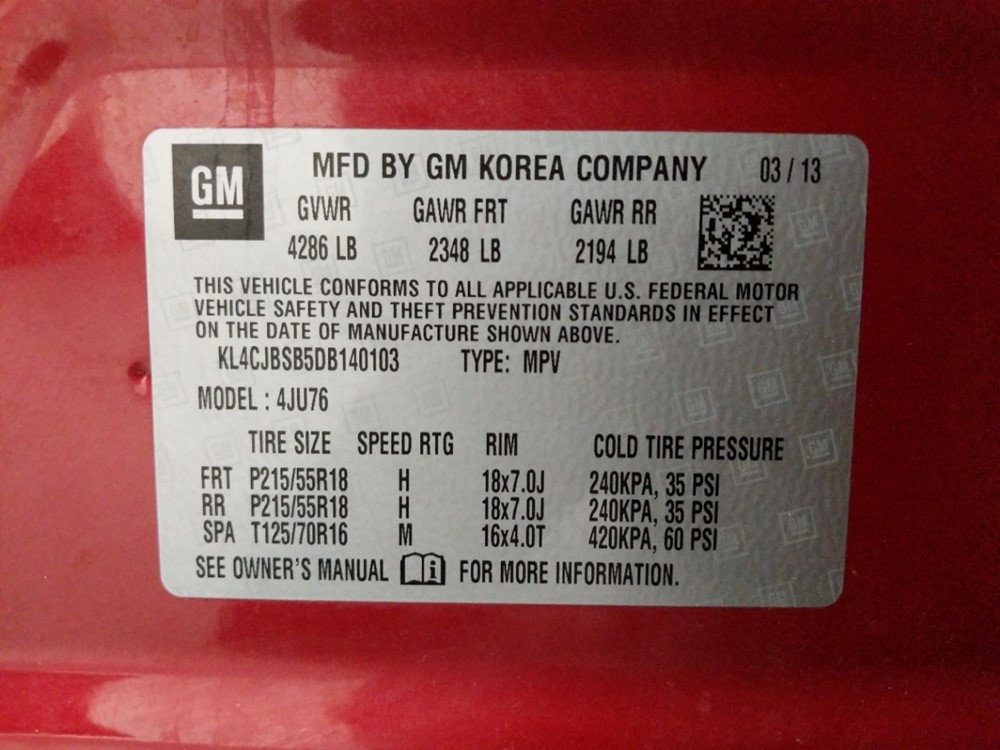 GM
MFD BY GM KOREA COMPANY 03 / 13
GVWR GAWR FRT GAWR RR
4286 LB 2348 LB 2194 LB
THIS VEHICLE CONFORMS TO ALL APPLICABLE U.S. FEDERAL MOTOR
VEHICLE SAFETY AND THEFT PREVENTION STANDARDS IN EFFECT
ON THE DATE OF MANUFACTURE SHOWN ABOVE.
KL4CJBSB5DB140103 TYPE: MPV
MODEL : 4JU76
TIRE SIZE SPEED RTG RIM COLD TIRE PRESSURE
FRT P215/55R18 H 18x7.0J 240KPA, 35 PSI
RR P215/55R18 H 18x7.0J 240KPA, 35 PSI
SPA T125/70R16 M 16x4.0T 420KPA, 60 PSI
SEE OWNER'S MANUAL i FOR MORE INFORMATION.